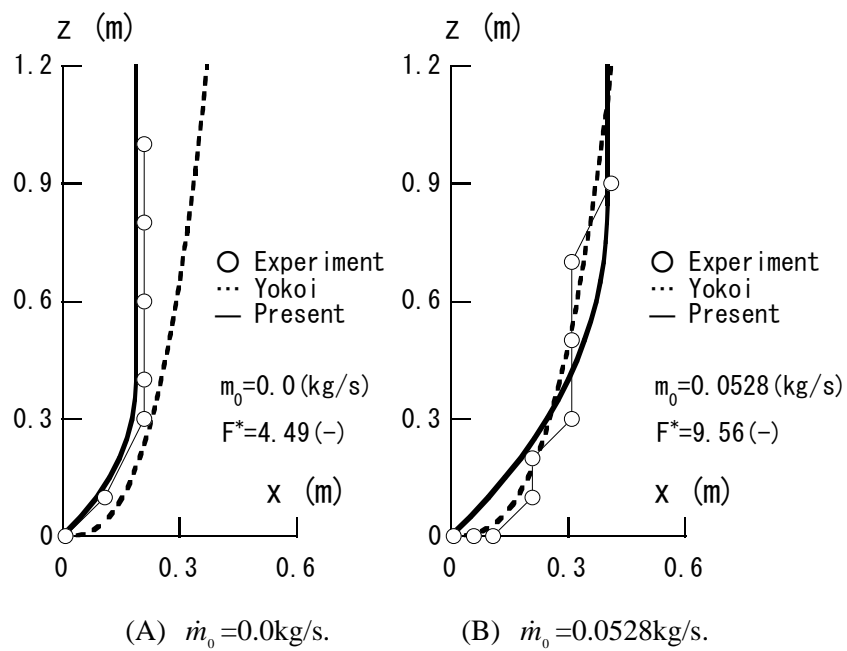 z (m)
1.2
0.9
0.6
0.3
0
0
0.3
0.6
x (m)
Experiment
Yokoi
Present
m₀=0.0(kg/s)
F*=4.49(-)
(A) ṁ₀=0.0kg/s.
z (m)
1.2
0.9
0.6
0.3
0
0
0.3
0.6
x (m)
Experiment
Yokoi
Present
m₀=0.0528(kg/s)
F*=9.56(-)
(B) ṁ₀=0.0528kg/s.